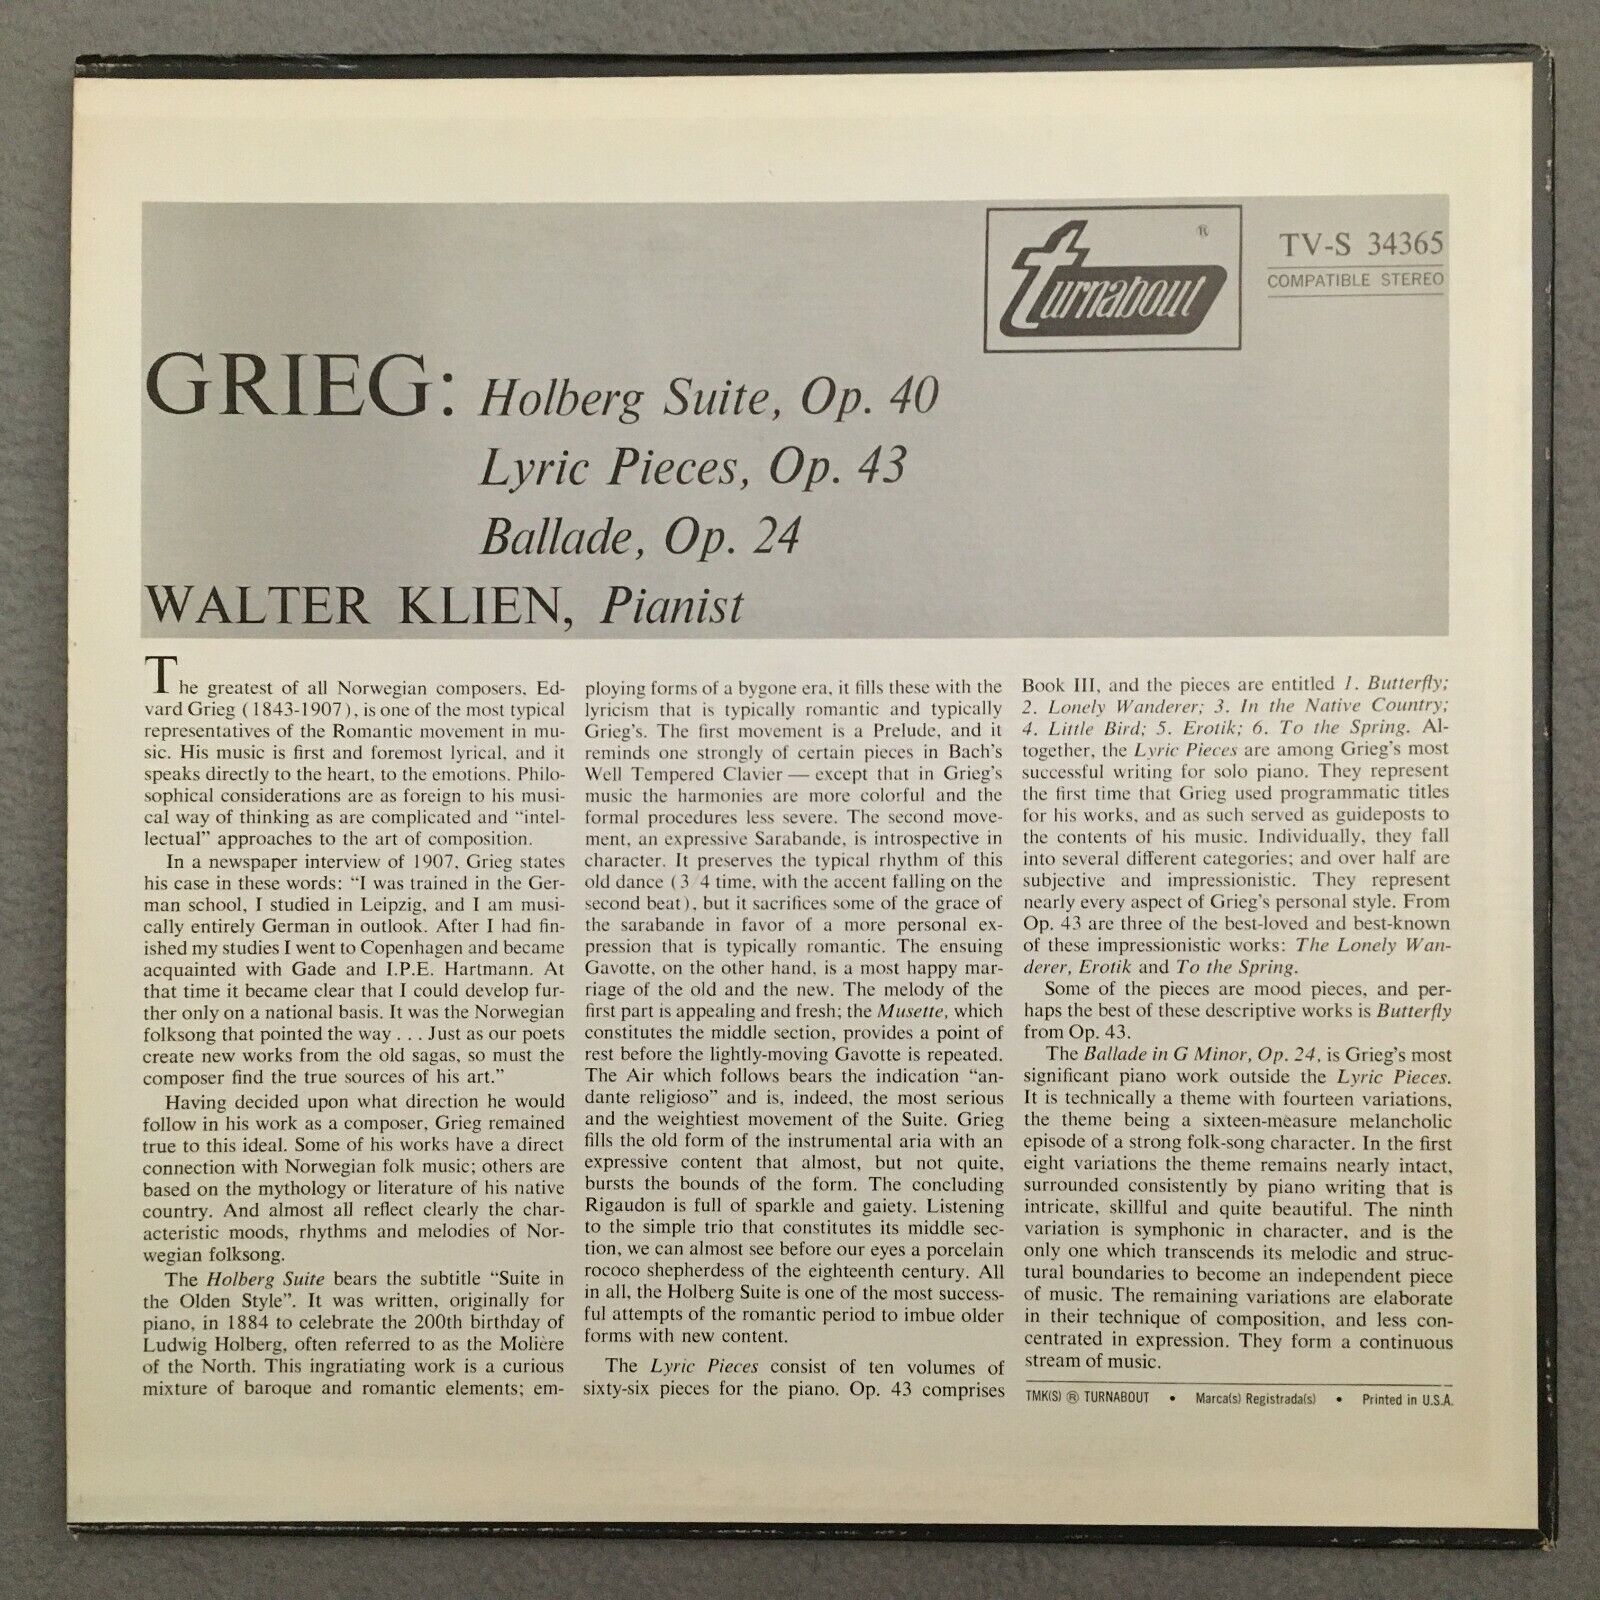 turnabout ®
TV-S 34365
COMPATIBLE STEREO
GRIEG: Holberg Suite, Op. 40
Lyric Pieces, Op. 43
Ballade, Op. 24
WALTER KLIEN, Pianist
The greatest of all Norwegian composers, Ed-
vard Grieg (1843-1907), is one of the most typical
representatives of the Romantic movement in mu-
sic. His music is first and foremost lyrical, and it
speaks directly to the heart, to the emotions. Philo-
sophical considerations are as foreign to his musi-
cal way of thinking as are complicated and “intel-
lectual” approaches to the art of composition.
In a newspaper interview of 1907, Grieg states
his case in these words: “I was trained in the Ger-
man school, I studied in Leipzig, and I am musi-
cally entirely German in outlook. After I had fin-
ished my studies I went to Copenhagen and became
acquainted with Gade and I.P.E. Hartmann. At
that time it became clear that I could develop fur-
ther only on a national basis. It was the Norwegian
folksong that pointed the way . . . Just as our poets
create new works from the old sagas, so must the
composer find the true sources of his art.”
Having decided upon what direction he would
follow in his work as a composer, Grieg remained
true to this ideal. Some of his works have a direct
connection with Norwegian folk music; others are
based on the mythology or literature of his native
country. And almost all reflect clearly the char-
acteristic moods, rhythms and melodies of Nor-
wegian folksong.
The Holberg Suite bears the subtitle “Suite in
the Olden Style”. It was written, originally for
piano, in 1884 to celebrate the 200th birthday of
Ludwig Holberg, often referred to as the Molière
of the North. This ingratiating work is a curious
mixture of baroque and romantic elements; em-
ploying forms of a bygone era, it fills these with the
lyricism that is typically romantic and typically
Grieg's. The first movement is a Prelude, and it
reminds one strongly of certain pieces in Bach's
Well Tempered Clavier — except that in Grieg's
music the harmonies are more colorful and the
formal procedures less severe. The second move-
ment, an expressive Sarabande, is introspective in
character. It preserves the typical rhythm of this
old dance (3/4 time, with the accent falling on the
second beat), but it sacrifices some of the grace of
the sarabande in favor of a more personal ex-
pression that is typically romantic. The ensuing
Gavotte, on the other hand, is a most happy mar-
riage of the old and the new. The melody of the
first part is appealing and fresh; the Musette, which
constitutes the middle section, provides a point of
rest before the lightly-moving Gavotte is repeated.
The Air which follows bears the indication “an-
dante religioso” and is, indeed, the most serious
and the weightiest movement of the Suite. Grieg
fills the old form of the instrumental aria with an
expressive content that almost, but not quite,
bursts the bounds of the form. The concluding
Rigaudon is full of sparkle and gaiety. Listening
to the simple trio that constitutes its middle sec-
tion, we can almost see before our eyes a porcelain
rococo shepherdess of the eighteenth century. All
in all, the Holberg Suite is one of the most success-
ful attempts of the romantic period to imbue older
forms with new content.
The Lyric Pieces consist of ten volumes of
sixty-six pieces for the piano. Op. 43 comprises
Book III, and the pieces are entitled 1. Butterfly;
2. Lonely Wanderer; 3. In the Native Country;
4. Little Bird; 5. Erotik; 6. To the Spring. Al-
together, the Lyric Pieces are among Grieg's most
successful writing for solo piano. They represent
the first time that Grieg used programmatic titles
for his works, and as such served as guideposts to
the contents of his music. Individually, they fall
into several different categories; and over half are
subjective and impressionistic. They represent
nearly every aspect of Grieg's personal style. From
Op. 43 are three of the best-loved and best-known
of these impressionistic works: The Lonely Wan-
derer, Erotik and To the Spring.
Some of the pieces are mood pieces, and per-
haps the best of these descriptive works is Butterfly
from Op. 43.
The Ballade in G Minor, Op. 24, is Grieg's most
significant piano work outside the Lyric Pieces.
It is technically a theme with fourteen variations,
the theme being a sixteen-measure melancholic
episode of a strong folk-song character. In the first
eight variations the theme remains nearly intact,
surrounded consistently by piano writing that is
intricate, skillful and quite beautiful. The ninth
variation is symphonic in character, and is the
only one which transcends its melodic and struc-
tural boundaries to become an independent piece
of music. The remaining variations are elaborate
in their technique of composition, and less con-
centrated in expression. They form a continuous
stream of music.
TMK(S) ® TURNABOUT • Marca(s) Registrada(s) • Printed in U.S.A.